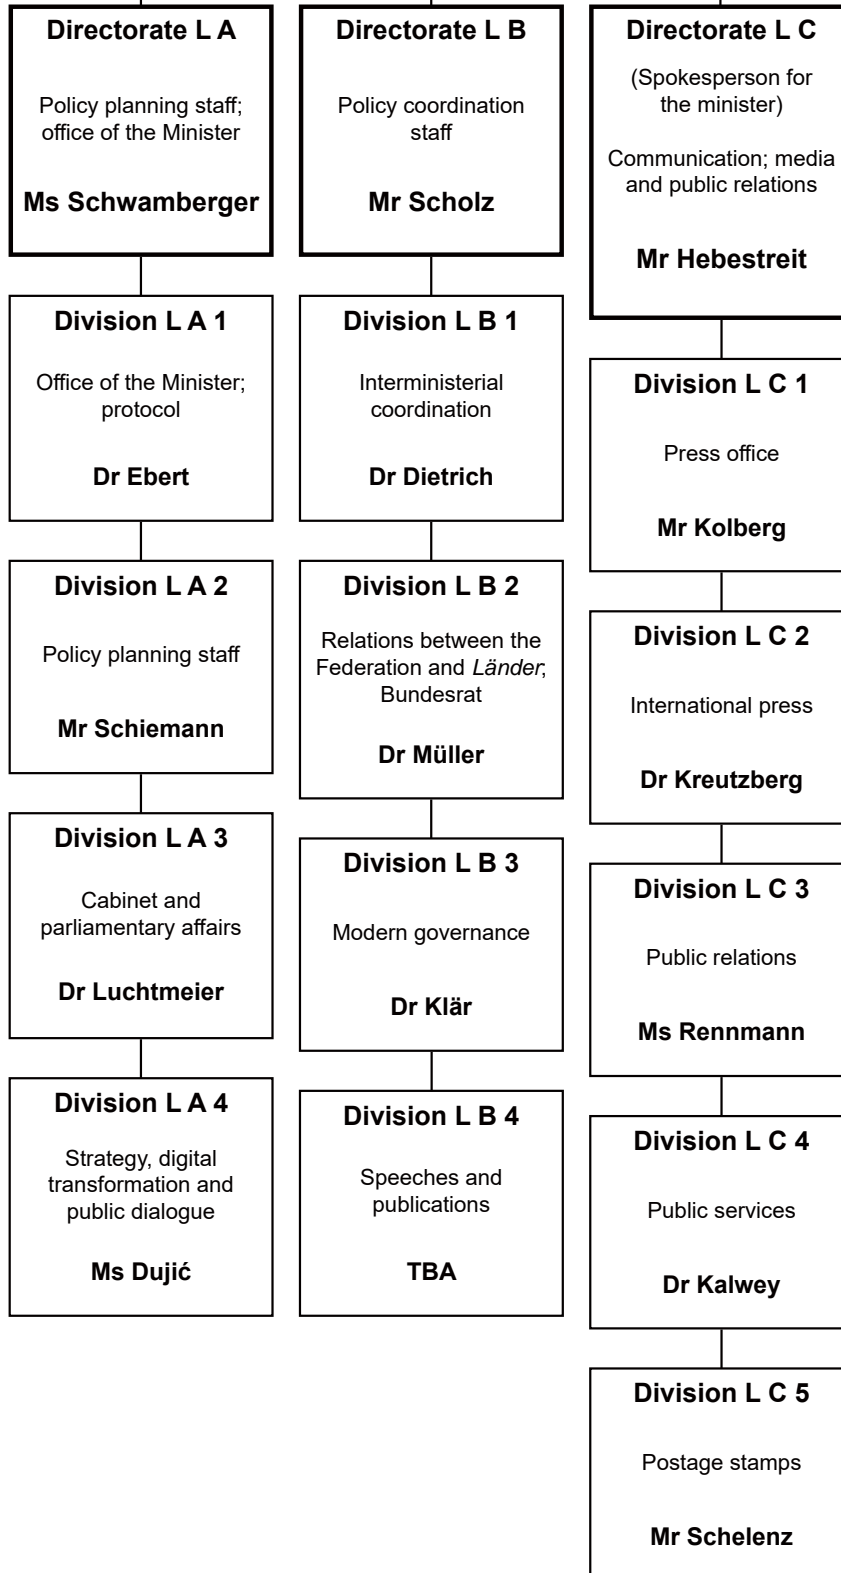 Directorate L A
Policy planning staff;
office of the Minister
Ms Schwamberger
Division L A 1
Office of the Minister;
protocol
Dr Ebert
Division L A 2
Policy planning staff
Mr Schiemann
Division L A 3
Cabinet and
parliamentary affairs
Dr Luchtmeier
Division L A 4
Strategy, digital
transformation and
public dialogue
Ms Dujić
Directorate L B
Policy coordination
staff
Mr Scholz
Division L B 1
Interministerial
coordination
Dr Dietrich
Division L B 2
Relations between the
Federation and Länder;
Bundesrat
Dr Müller
Division L B 3
Modern governance
Dr Klär
Division L B 4
Speeches and
publications
TBA
Directorate L C
(Spokesperson for
the minister)
Communication; media
and public relations
Mr Hebestreit
Division L C 1
Press office
Mr Kolberg
Division L C 2
International press
Dr Kreutzberg
Division L C 3
Public relations
Ms Rennmann
Division L C 4
Public services
Dr Kalwey
Division L C 5
Postage stamps
Mr Schelenz